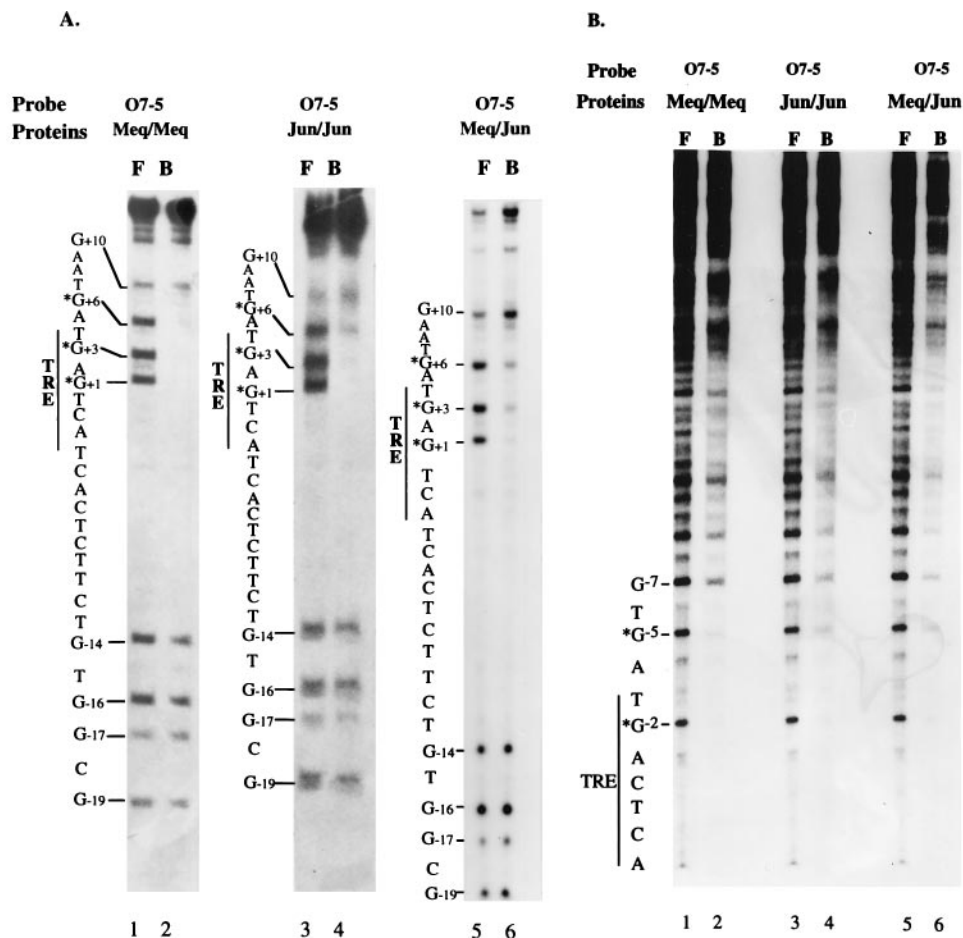 A.
Probe
Proteins
O7-5
Meq/Meq
F B
G+10
A
A
T
*G+6
A
T
*G+3
A
*G+1
T
C
A
T
C
A
C
T
C
T
T
C
T
G-14
T
G-16
G-17
C
G-19
TRE
1 2
O7-5
Jun/Jun
F B
G+10
A
A
T
*G+6
A
T
*G+3
A
*G+1
T
C
A
T
C
A
C
T
C
T
T
C
T
G-14
T
G-16
G-17
C
G-19
TRE
3 4
O7-5
Meq/Jun
F B
G+10
A
A
T
*G+6
A
T
*G+3
A
*G+1
T
C
A
T
C
A
C
T
C
T
T
C
T
G-14
T
G-16
G-17
C
G-19
TRE
5 6
B.
Probe O7-5 O7-5 O7-5
Proteins Meq/Meq Jun/Jun Meq/Jun
F B F B F B
G-7
T
*G-5
A
T
*G-2
A
C
T
C
A
TRE
1 2 3 4 5 6